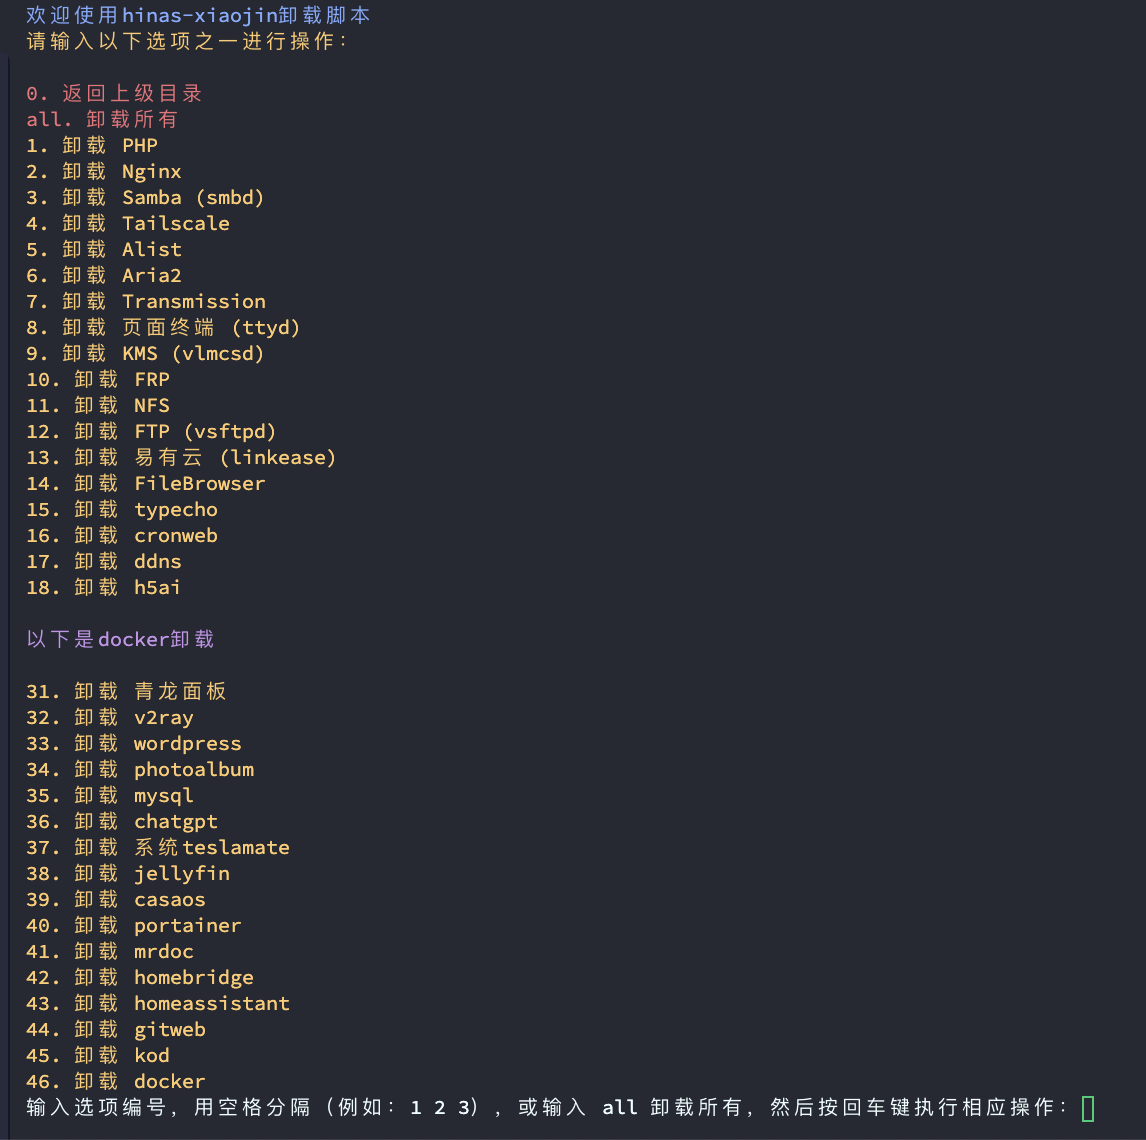 欢迎使用hinas-xiaojin卸载脚本
请输入以下选项之一进行操作：
0. 返回上级目录
all. 卸载所有
1. 卸载 PHP
2. 卸载 Nginx
3. 卸载 Samba (smbd)
4. 卸载 Tailscale
5. 卸载 Alist
6. 卸载 Aria2
7. 卸载 Transmission
8. 卸载 页面终端 (ttyd)
9. 卸载 KMS (vlmcsd)
10. 卸载 FRP
11. 卸载 NFS
12. 卸载 FTP (vsftpd)
13. 卸载 易有云 (linkease)
14. 卸载 FileBrowser
15. 卸载 typecho
16. 卸载 cronweb
17. 卸载 ddns
18. 卸载 h5ai
以下是docker卸载
31. 卸载 青龙面板
32. 卸载 v2ray
33. 卸载 wordpress
34. 卸载 photoalbum
35. 卸载 mysql
36. 卸载 chatgpt
37. 卸载 系统teslamate
38. 卸载 jellyfin
39. 卸载 casaos
40. 卸载 portainer
41. 卸载 mrdoc
42. 卸载 homebridge
43. 卸载 homeassistant
44. 卸载 gitweb
45. 卸载 kod
46. 卸载 docker
输入选项编号，用空格分隔（例如：1 2 3），或输入 all 卸载所有，然后按回车键执行相应操作：